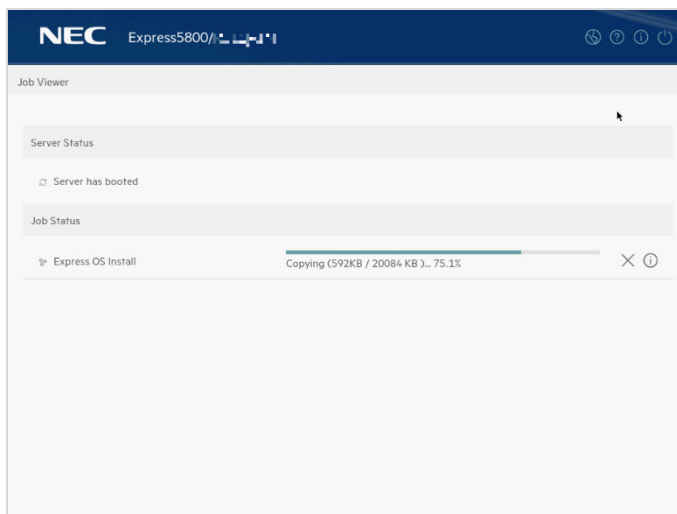 NEC Express5800/
Job Viewer
Server Status
Server has booted
Job Status
Express OS Install
Copying (592KB / 20084 KB )... 75.1%